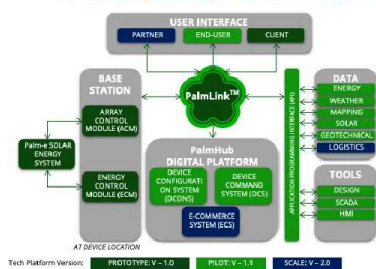 USER INTERFACE
PARTNER
END-USER
CLIENT
PalmLink™
BASE
STATION
ARRAY
CONTROL
MODULE (ACM)
Palm-e SOLAR
ENERGY
SYSTEM
ENERGY
CONTROL
MODULE (ECM)
AT DEVICE LOCATION
PalmHub
DIGITAL PLATFORM
DEVICE
CONFIGURATI
ON SYSTEM
(DCONS)
DEVICE
COMMAND
SYSTEM (DCS)
E-COMMERCE
SYSTEM (ECS)
APPLICATION PROGRAMMING INTERFACE (API)
DATA
ENERGY
WEATHER
MAPPING
SOLAR
GEOTECHNICAL
LOGISTICS
TOOLS
DESIGN
SCADA
HMI
Tech Platform Version:
PROTOTYPE: V – 1.0
PILOT: V – 1.1
SCALE: V – 2.0